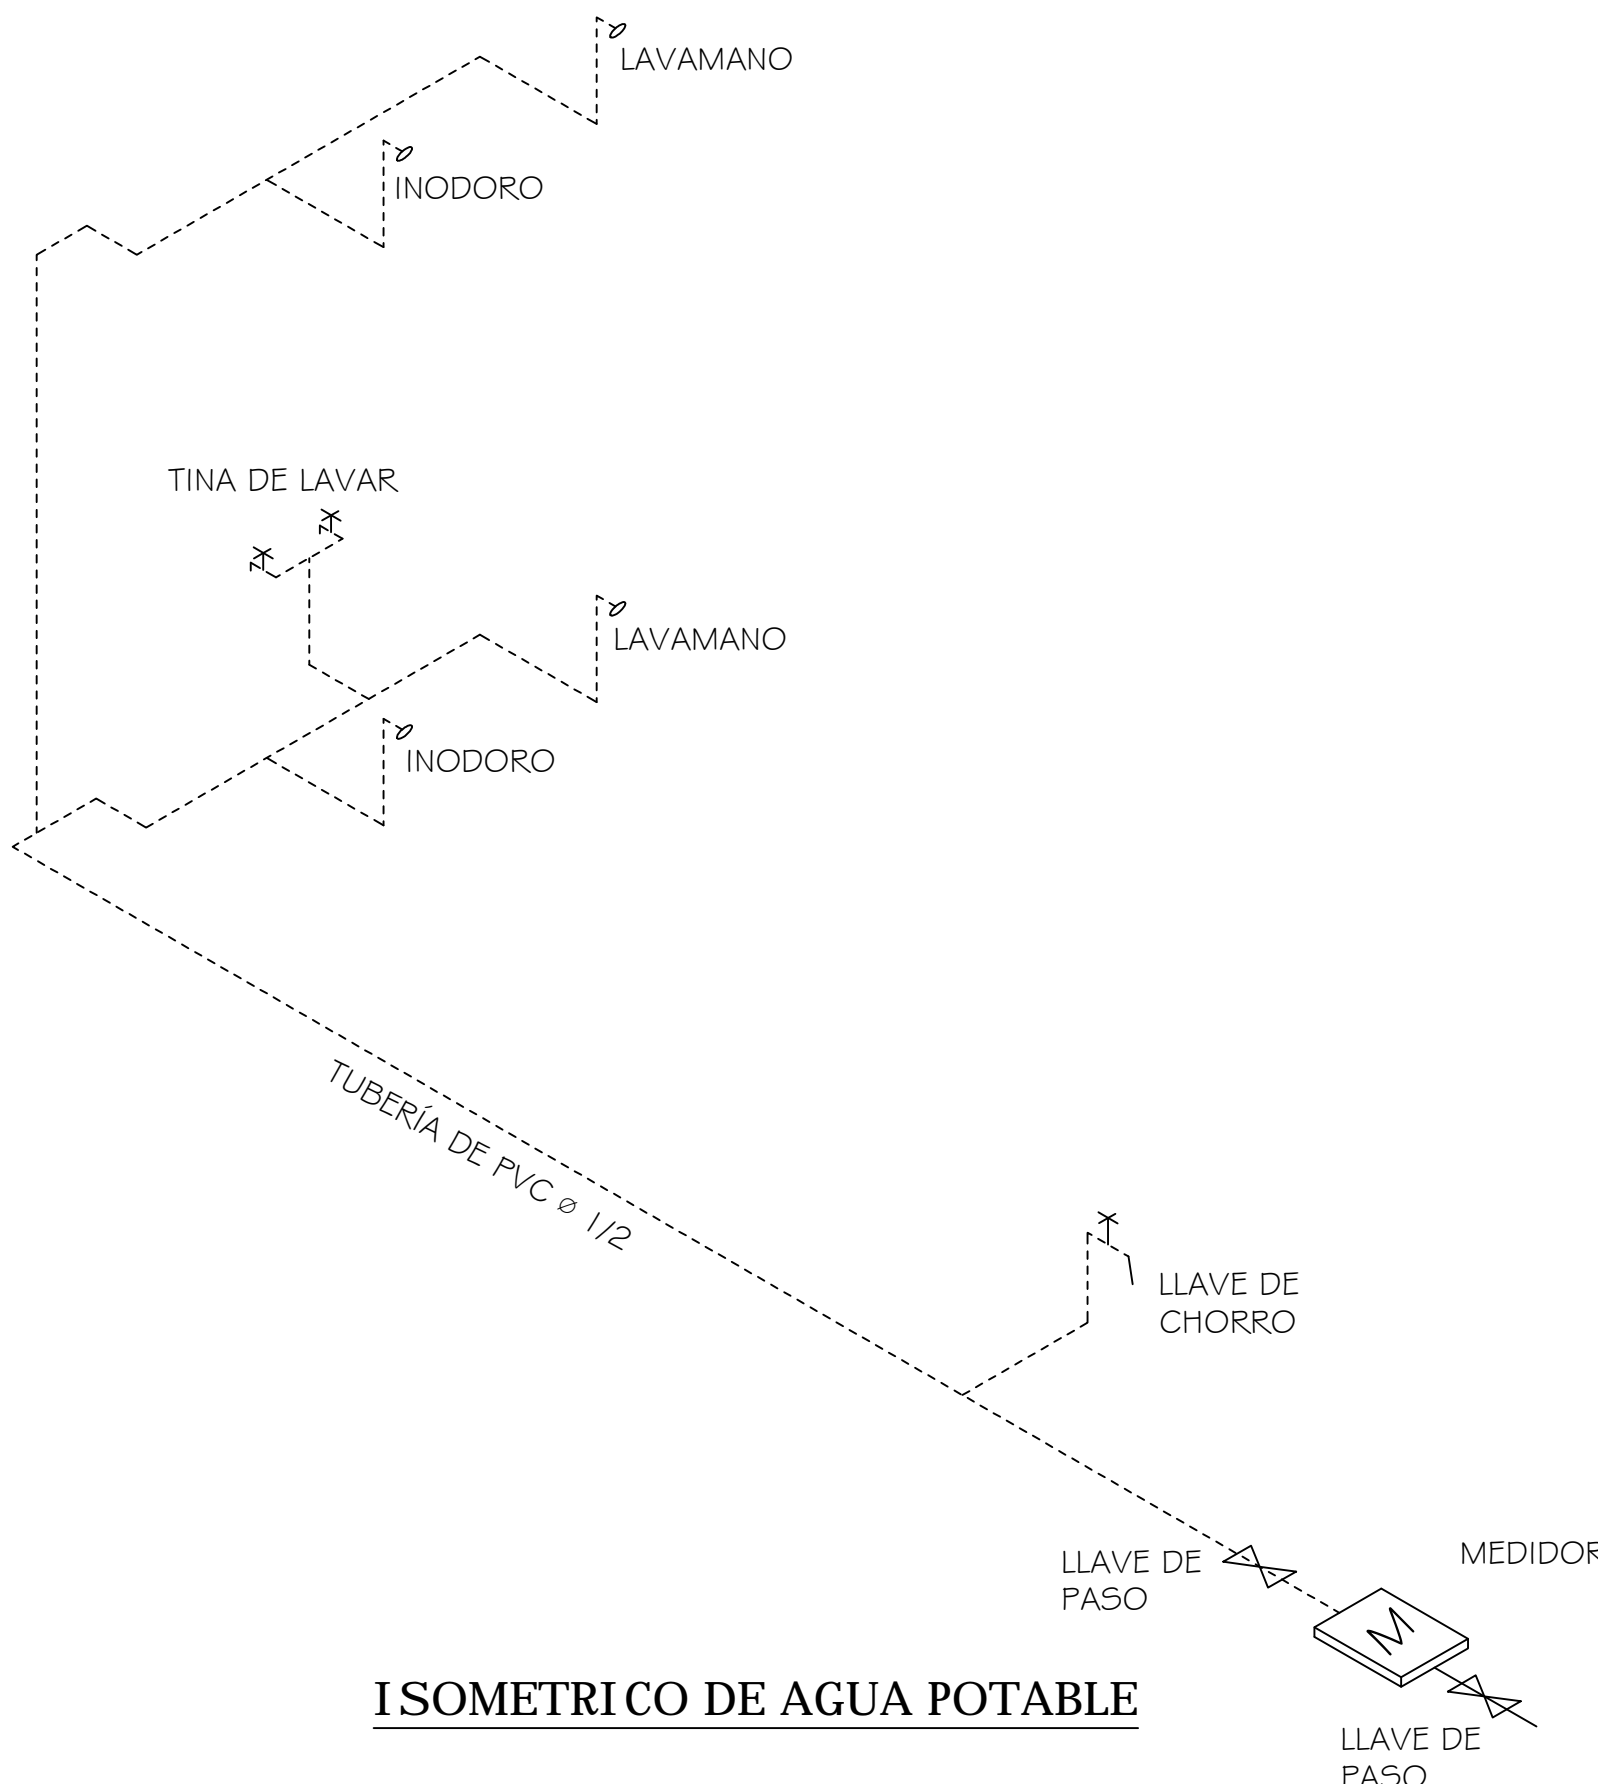 LAVAMANO
INODORO
TINA DE LAVAR
LAVAMANO
INODORO
TUBERÍA DE PVC ø 1/2
LLAVE DE
CHORRO
LLAVE DE
PASO
MEDIDOR
M
ISOMETRICO DE AGUA POTABLE
LLAVE DE
PASO